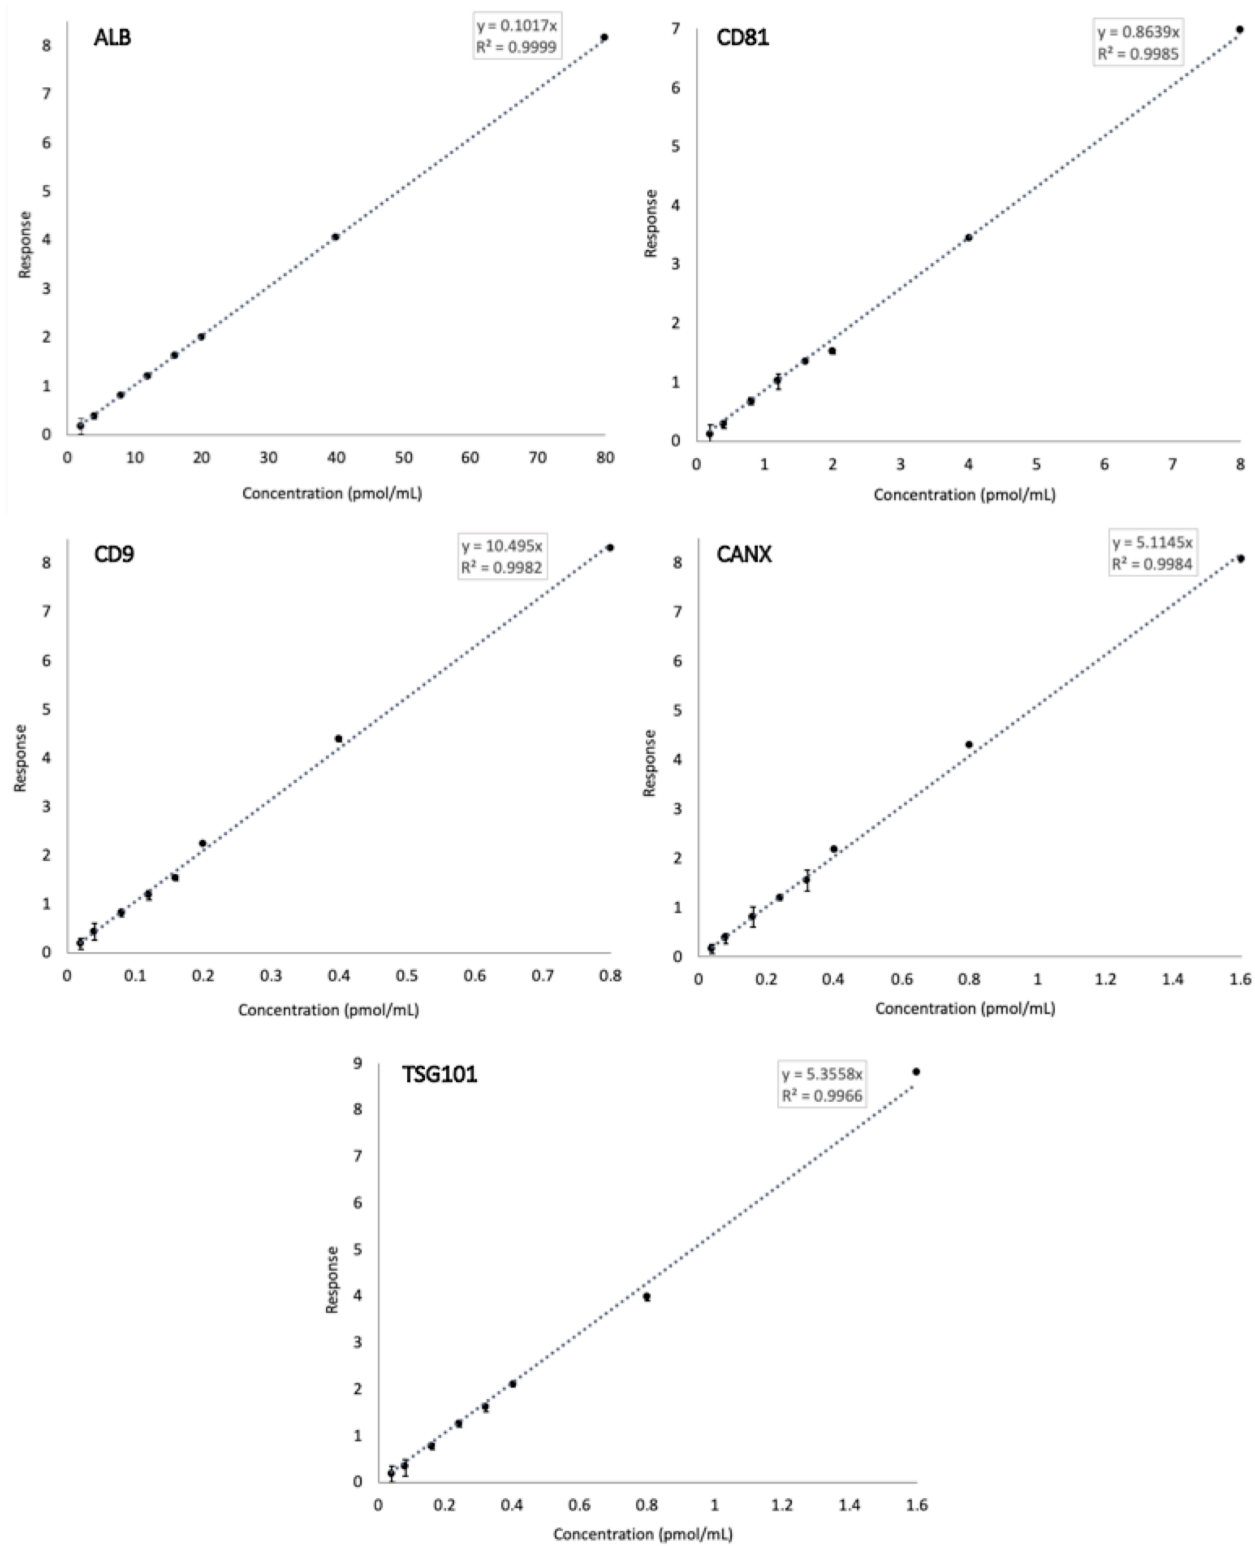 ALB
y = 0.1017x
R² = 0.9999
8
7
6
5
4
3
2
1
0
Response
0 10 20 30 40 50 60 70 80
Concentration (pmol/mL)
CD81
y = 0.8639x
R² = 0.9985
7
6
5
4
3
2
1
0
Response
0 1 2 3 4 5 6 7 8
Concentration (pmol/mL)
CD9
y = 10.495x
R² = 0.9982
8
7
6
5
4
3
2
1
0
Response
0 0.1 0.2 0.3 0.4 0.5 0.6 0.7 0.8
Concentration (pmol/mL)
CANX
y = 5.1145x
R² = 0.9984
8
7
6
5
4
3
2
1
0
Response
0 0.2 0.4 0.6 0.8 1 1.2 1.4 1.6
Concentration (pmol/mL)
TSG101
y = 5.3558x
R² = 0.9966
9
8
7
6
5
4
3
2
1
0
Response
0 0.2 0.4 0.6 0.8 1 1.2 1.4 1.6
Concentration (pmol/mL)